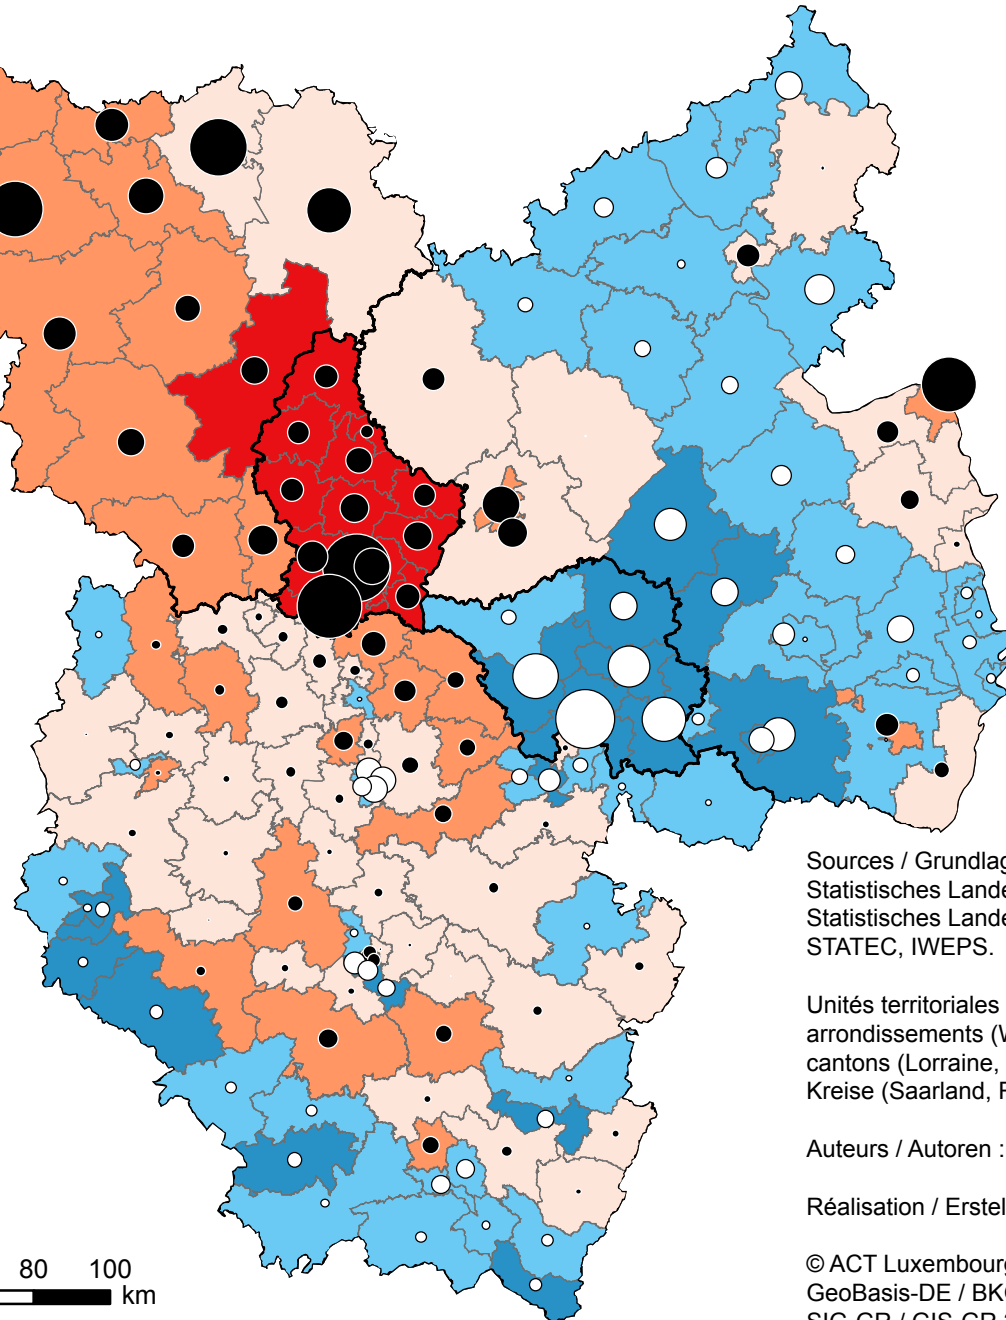 Sources / Grundlag
Statistisches Lande
Statistisches Lande
STATEC, IWEPS.
Unités territoriales
arrondissements (W
cantons (Lorraine,
Kreise (Saarland, R
Auteurs / Autoren :
Réalisation / Erstel
© ACT Luxembourg
GeoBasis-DE / BKG
80 100
km